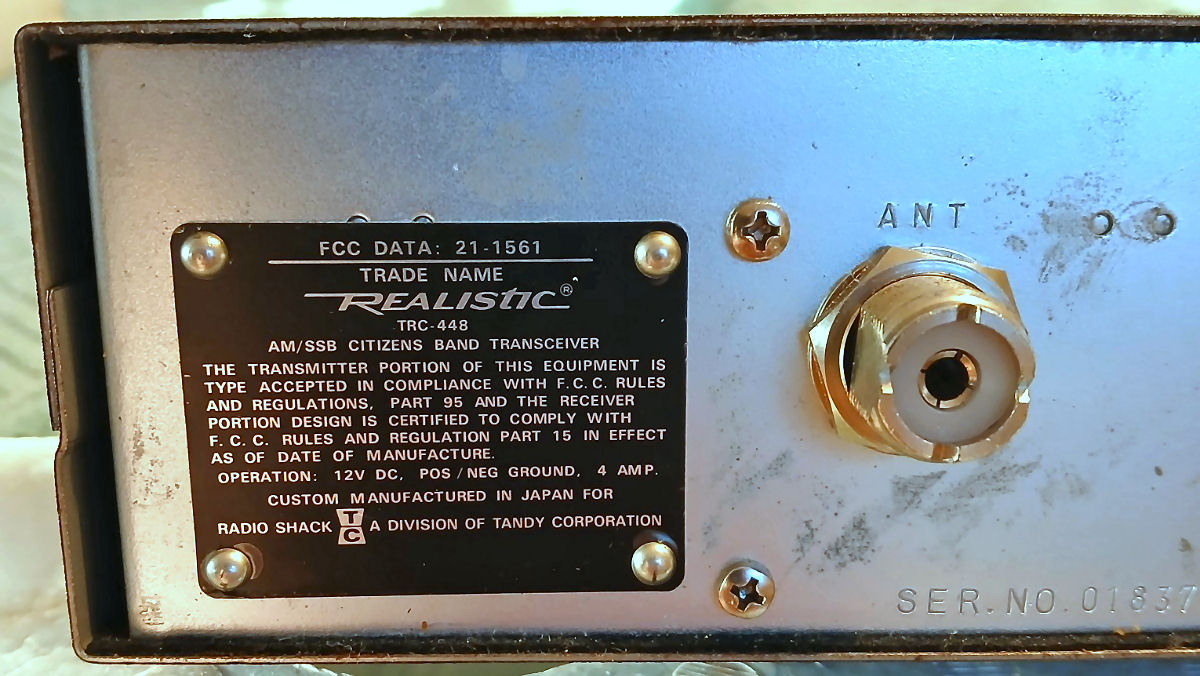 FCC DATA: 21-1561
TRADE NAME
REALISTIC®
TRC-448
AM/SSB CITIZENS BAND TRANSCEIVER
THE TRANSMITTER PORTION OF THIS EQUIPMENT IS
TYPE ACCEPTED IN COMPLIANCE WITH F.C.C. RULES
AND REGULATIONS, PART 95 AND THE RECEIVER
PORTION DESIGN IS CERTIFIED TO COMPLY WITH
F.C.C. RULES AND REGULATION PART 15 IN EFFECT
AS OF DATE OF MANUFACTURE.
OPERATION: 12V DC, POS/NEG GROUND, 4 AMP.
CUSTOM MANUFACTURED IN JAPAN FOR
RADIO SHACK TC A DIVISION OF TANDY CORPORATION
ANT
SER.NO.01837